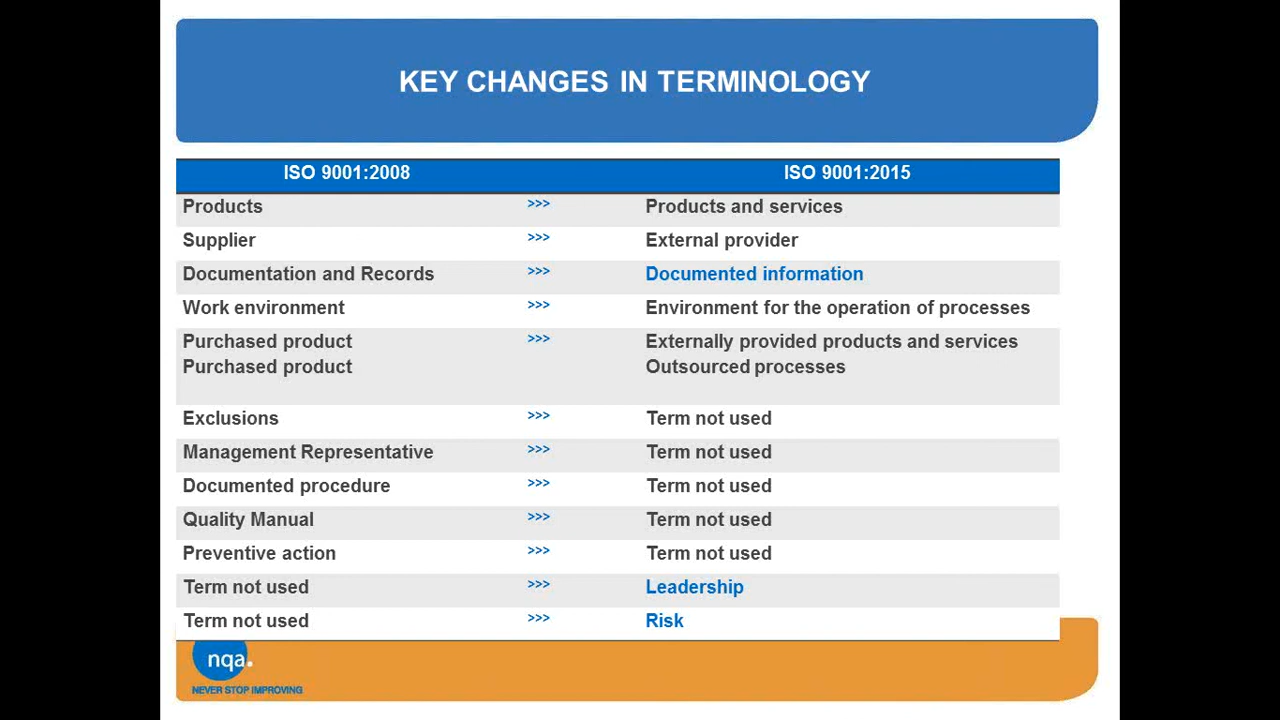 KEY CHANGES IN TERMINOLOGY
ISO 9001:2008 ISO 9001:2015
Products >>> Products and services
Supplier >>> External provider
Documentation and Records >>> Documented information
Work environment >>> Environment for the operation of processes
Purchased product >>> Externally provided products and services
Purchased product Outsourced processes
Exclusions >>> Term not used
Management Representative >>> Term not used
Documented procedure >>> Term not used
Quality Manual >>> Term not used
Preventive action >>> Term not used
Term not used >>> Leadership
Term not used >>> Risk
nqa.
NEVER STOP IMPROVING